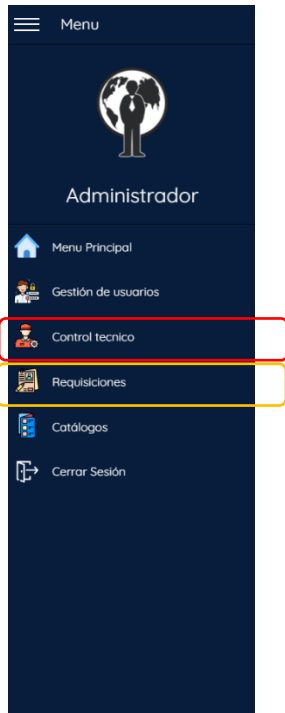 Menu
Administrador
Menu Principal
Gestión de usuarios
Control tecnico
Requisiciones
Catálogos
Cerrar Sesión